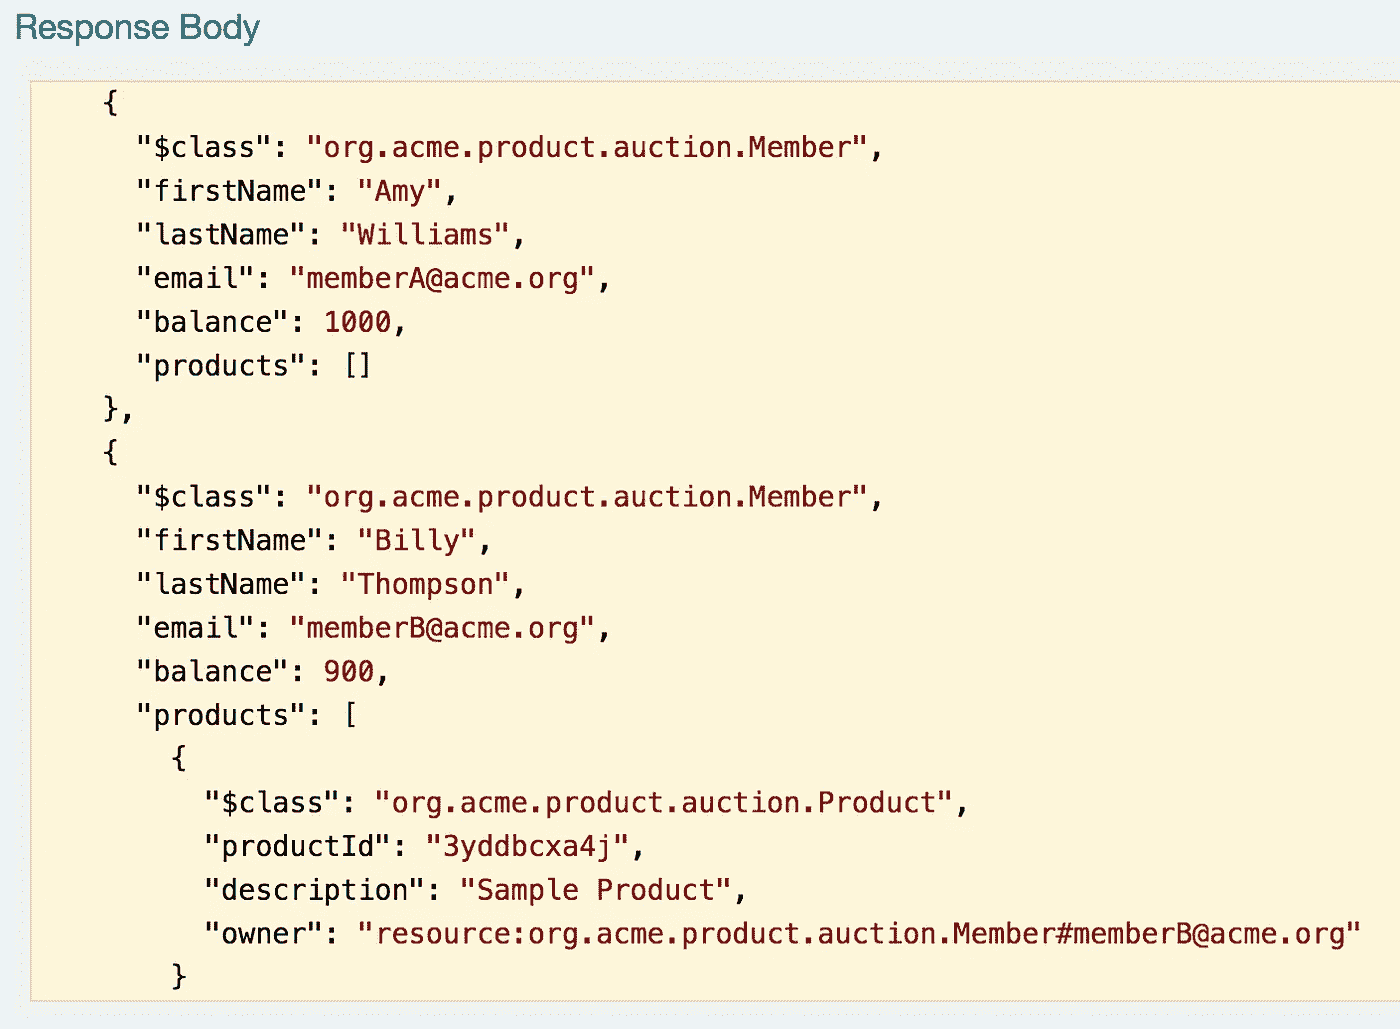 Response Body
{
"$class": "org.acme.product.auction.Member",
"firstName": "Amy",
"lastName": "Williams",
"email": "memberA@acme.org",
"balance": 1000,
"products": []
},
{
"$class": "org.acme.product.auction.Member",
"firstName": "Billy",
"lastName": "Thompson",
"email": "memberB@acme.org",
"balance": 900,
"products": [
{
"$class": "org.acme.product.auction.Product",
"productId": "3yddbcxa4j",
"description": "Sample Product",
"owner": "resource:org.acme.product.auction.Member#memberB@acme.org"
}